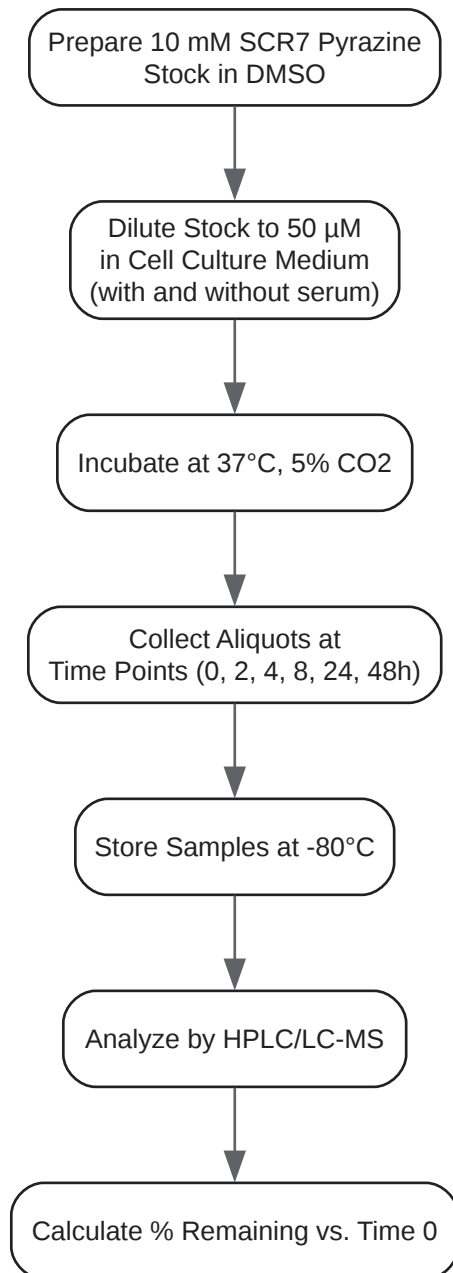 Prepare 10 mM SCR7 Pyrazine
Stock in DMSO
Dilute Stock to 50 µM
in Cell Culture Medium
(with and without serum)
Incubate at 37°C, 5% CO2
Collect Aliquots at
Time Points (0, 2, 4, 8, 24, 48h)
Store Samples at -80°C
Analyze by HPLC/LC-MS
Calculate % Remaining vs. Time 0